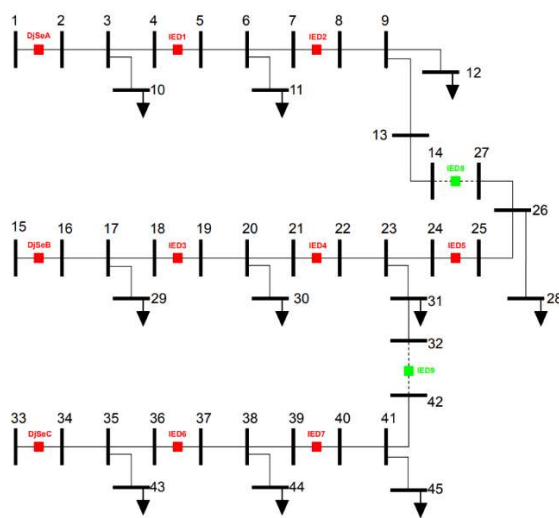 1 2 3 4 5 6 7 8 9
DjSeA IED1 IED2
10 11 12
13
14 27
IED8
26
15 16 17 18 19 20 21 22 23 24 25
DjSeB IED3 IED4 IED5
29 30 31 28
32
IED9
42
33 34 35 36 37 38 39 40 41
DjSeC IED6 IED7
43 44 45